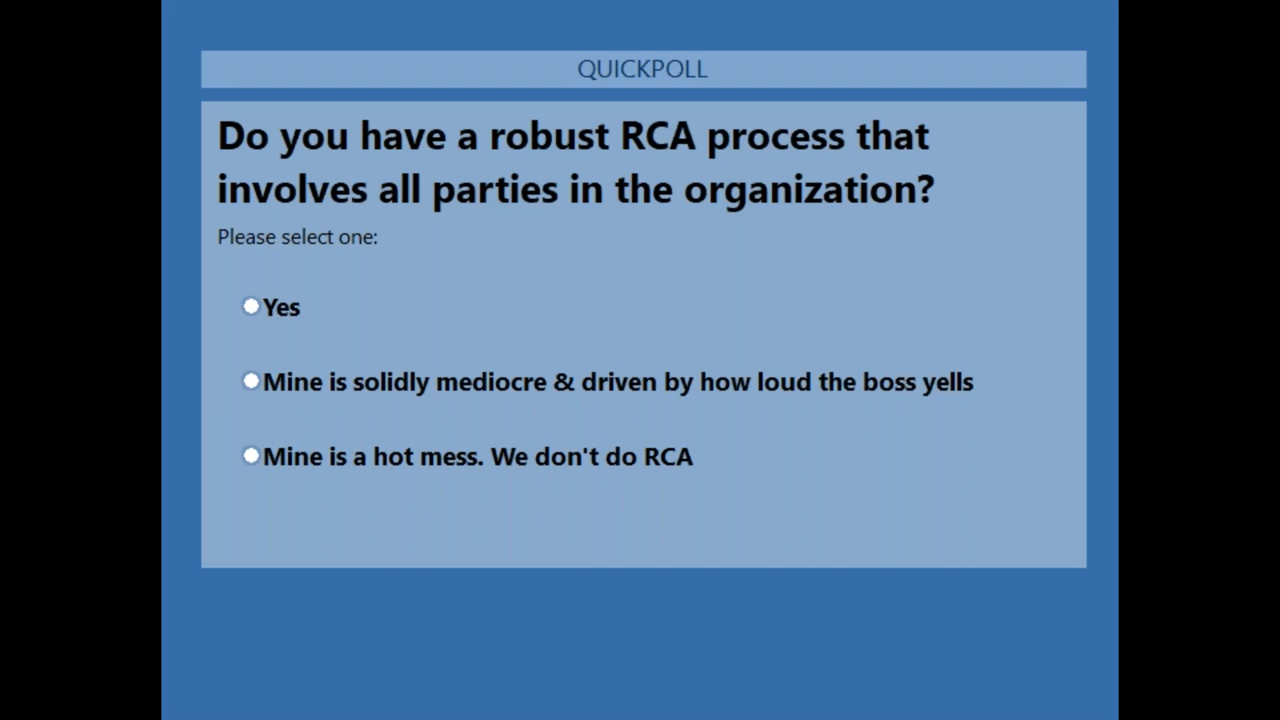 QUICKPOLL
Do you have a robust RCA process that
involves all parties in the organization?
Please select one:
Yes
Mine is solidly mediocre & driven by how loud the boss yells
Mine is a hot mess. We don't do RCA